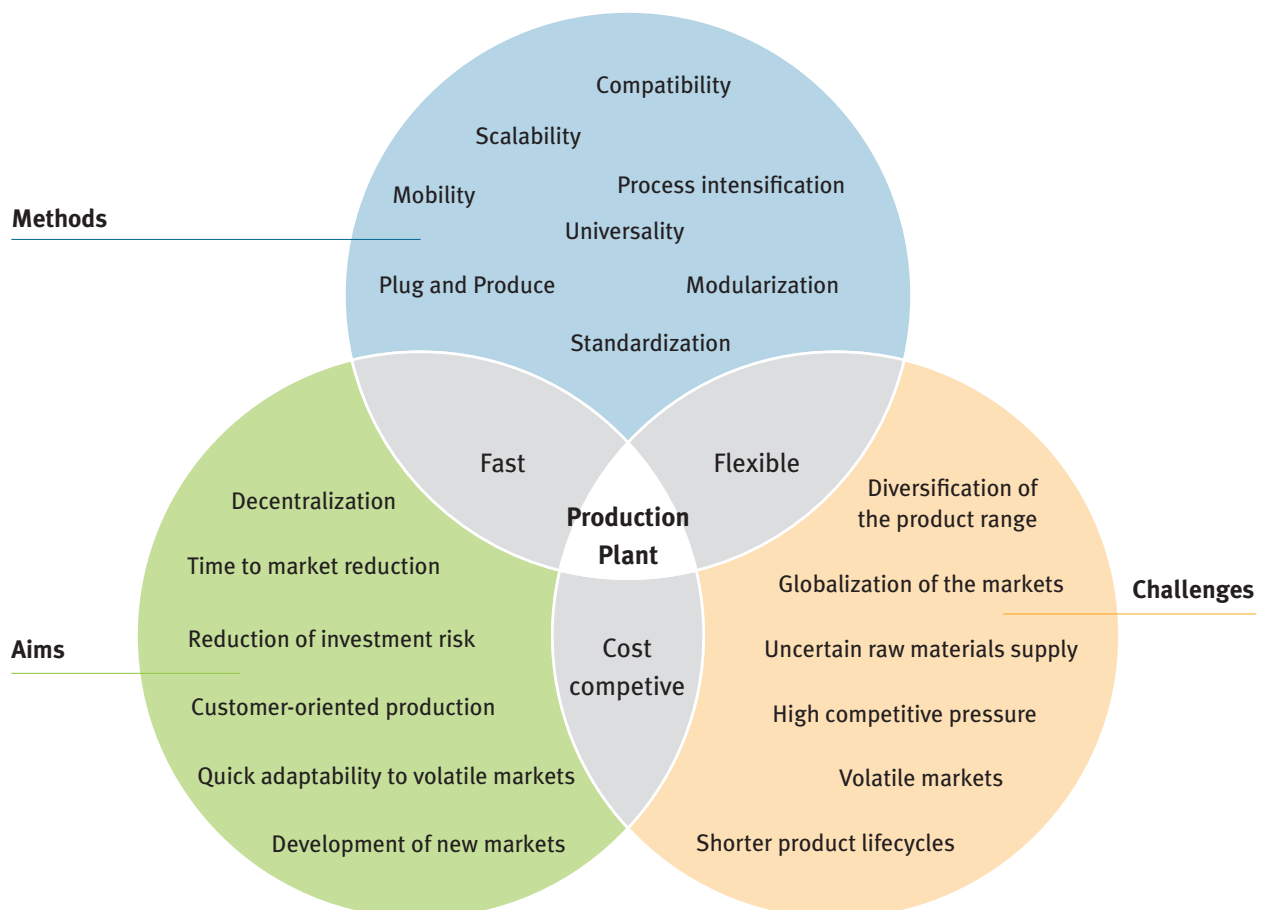 Compatibility
Scalability
Process intensification
Mobility
Methods
Universality
Plug and Produce
Modularization
Standardization
Fast
Flexible
Decentralization
Diversification of
the product range
Production
Plant
Time to market reduction
Globalization of the markets
Challenges
Reduction of investment risk
Aims
Cost
competive
Uncertain raw materials supply
Customer-oriented production
High competitive pressure
Quick adaptability to volatile markets
Volatile markets
Development of new markets
Shorter product lifecycles